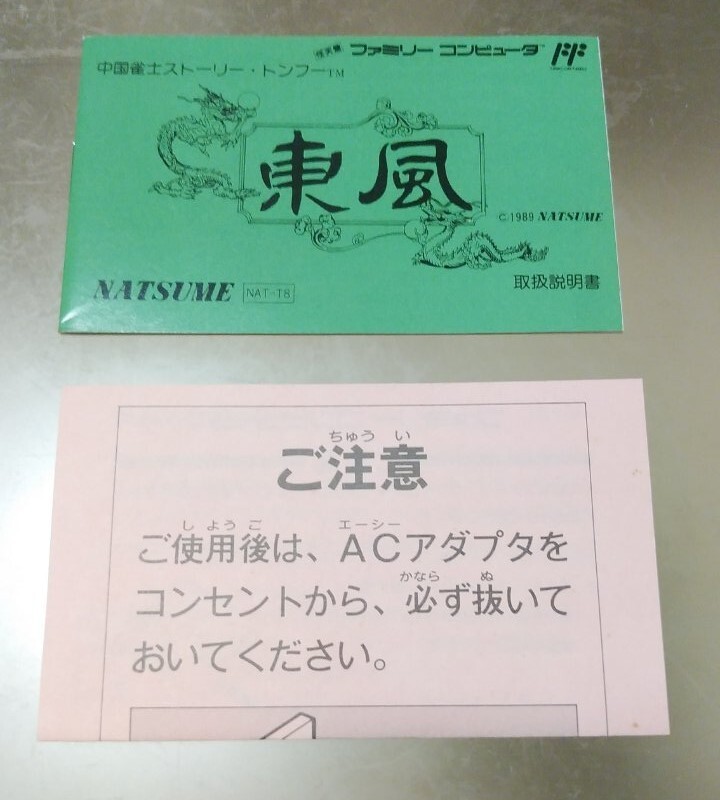 任天堂 ファミリー コンピュータ™
中国雀士ストーリー・トンフーTM
東風
©1989 NATSUME
NATSUME NAT-T8
取扱説明書
ちゅう い
ご注意
し よう ご エーシー
ご使用後は、ACアダプタを
かなら ぬ
コンセントから、必ず抜いて
おいてください。